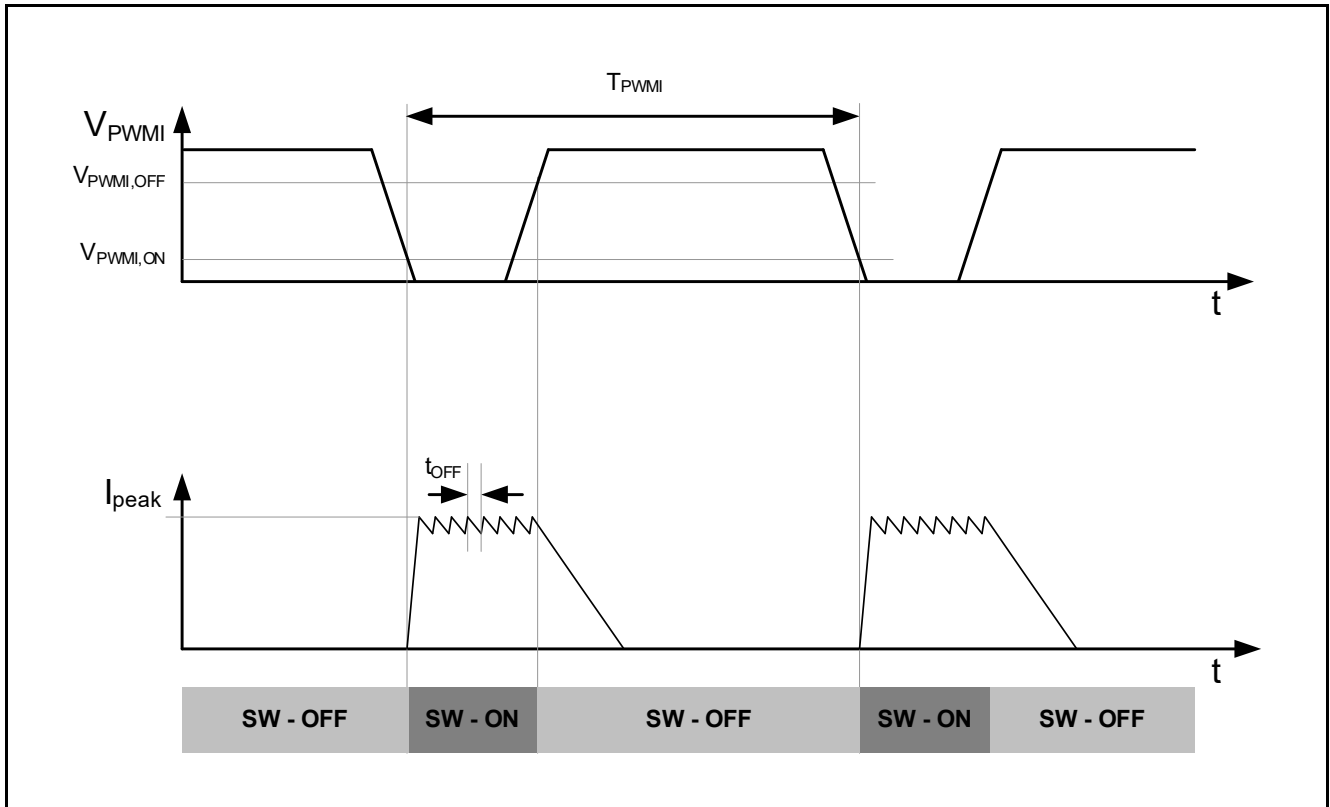 TPWMI
VPWMI
VPWMI,OFF
VPWMI,ON
t
tOFF
Ipeak
t
SW - OFF SW - ON SW - OFF SW - ON SW - OFF